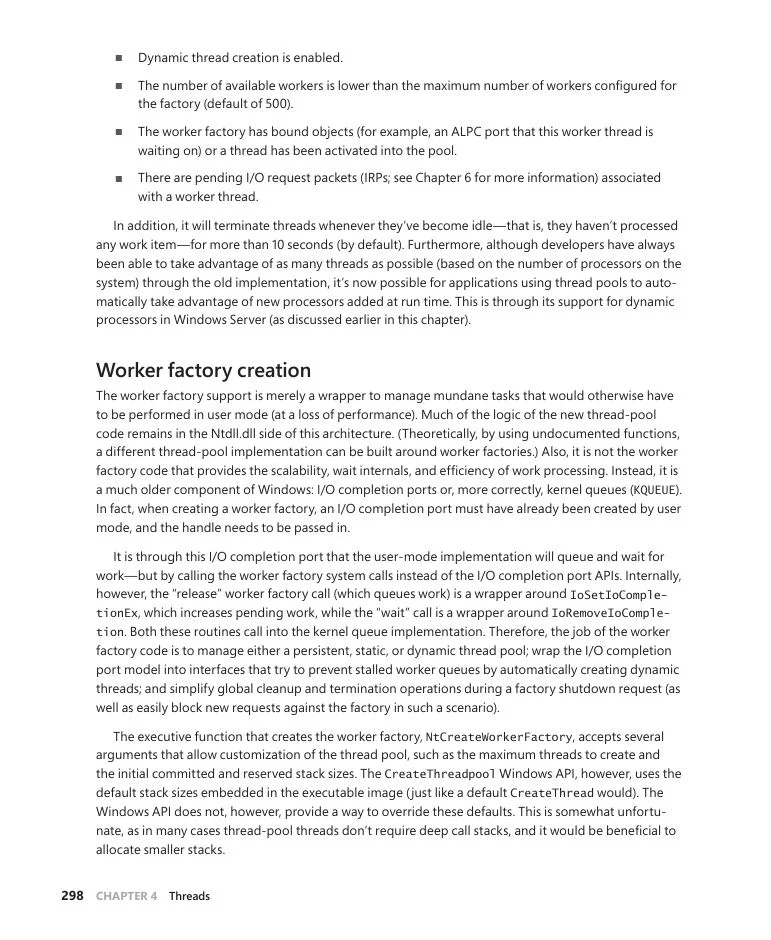 ■ Dynamic thread creation is enabled.
■ The number of available workers is lower than the maximum number of workers configured for
the factory (default of 500).
■ The worker factory has bound objects (for example, an ALPC port that this worker thread is
waiting on) or a thread has been activated into the pool.
■ There are pending I/O request packets (IRPs; see Chapter 6 for more information) associated
with a worker thread.
In addition, it will terminate threads whenever they've become idle—that is, they haven't processed
any work item—for more than 10 seconds (by default). Furthermore, although developers have always
been able to take advantage of as many threads as possible (based on the number of processors on the
system) through the old implementation, it's now possible for applications using thread pools to auto-
matically take advantage of new processors added at run time. This is through its support for dynamic
processors in Windows Server (as discussed earlier in this chapter).
Worker factory creation
The worker factory support is merely a wrapper to manage mundane tasks that would otherwise have
to be performed in user mode (at a loss of performance). Much of the logic of the new thread-pool
code remains in the Ntdll.dll side of this architecture. (Theoretically, by using undocumented functions,
a different thread-pool implementation can be built around worker factories.) Also, it is not the worker
factory code that provides the scalability, wait internals, and efficiency of work processing. Instead, it is
a much older component of Windows: I/O completion ports or, more correctly, kernel queues (KQUEUE).
In fact, when creating a worker factory, an I/O completion port must have already been created by user
mode, and the handle needs to be passed in.
It is through this I/O completion port that the user-mode implementation will queue and wait for
work—but by calling the worker factory system calls instead of the I/O completion port APIs. Internally,
however, the "release" worker factory call (which queues work) is a wrapper around IoSetIoComple-
tionEx, which increases pending work, while the "wait" call is a wrapper around IoRemoveIoComple-
tion. Both these routines call into the kernel queue implementation. Therefore, the job of the worker
factory code is to manage either a persistent, static, or dynamic thread pool; wrap the I/O completion
port model into interfaces that try to prevent stalled worker queues by automatically creating dynamic
threads; and simplify global cleanup and termination operations during a factory shutdown request (as
well as easily block new requests against the factory in such a scenario).
The executive function that creates the worker factory, NtCreateWorkerFactory, accepts several
arguments that allow customization of the thread pool, such as the maximum threads to create and
the initial committed and reserved stack sizes. The CreateThreadpool Windows API, however, uses the
default stack sizes embedded in the executable image (just like a default CreateThread would). The
Windows API does not, however, provide a way to override these defaults. This is somewhat unfortu-
nate, as in many cases thread-pool threads don't require deep call stacks, and it would be beneficial to
allocate smaller stacks.
298 CHAPTER 4 Threads